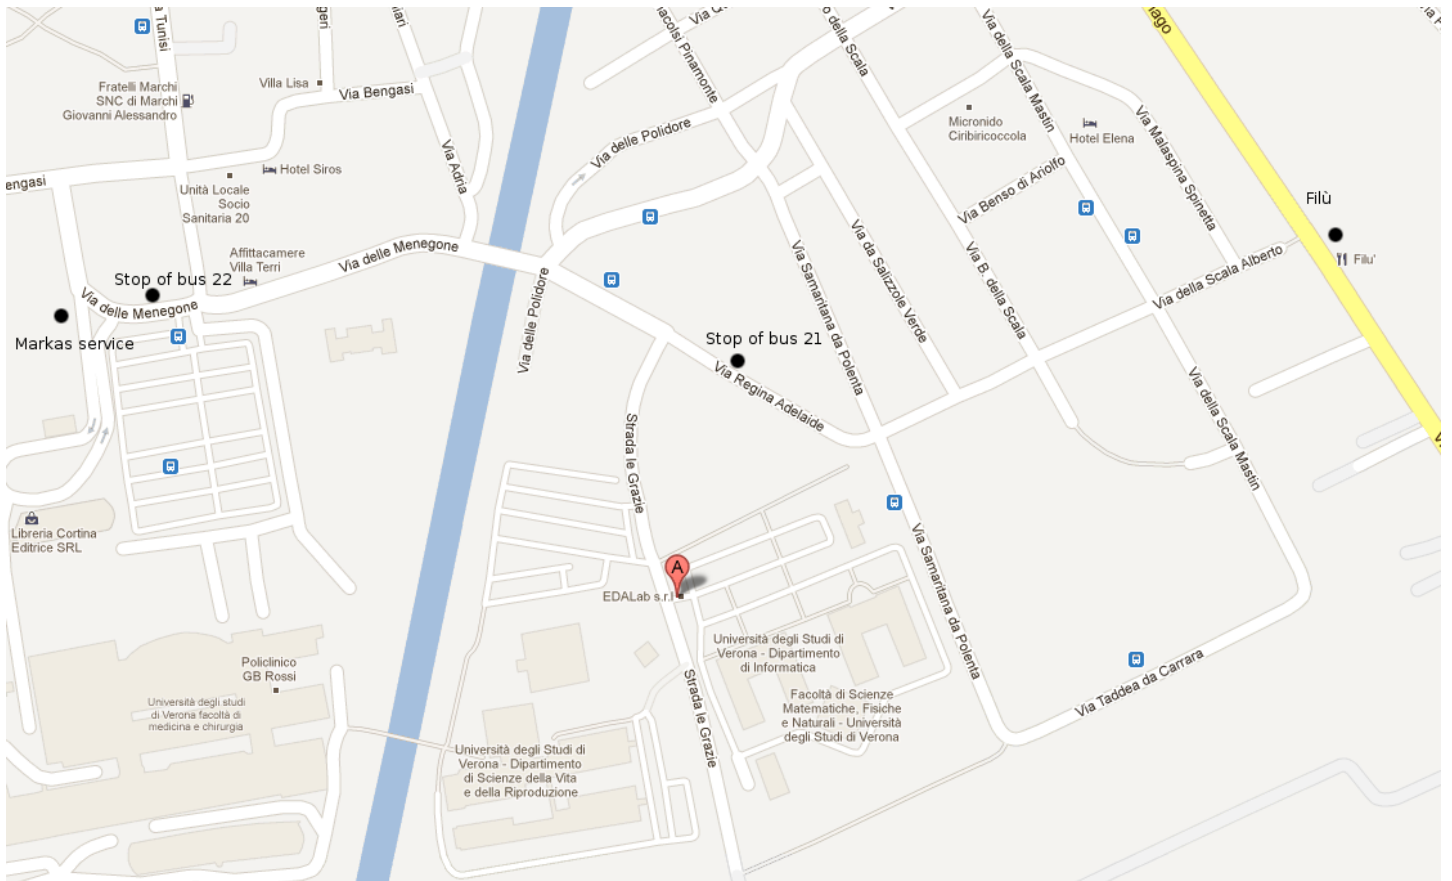 a Tunisi
geri
iari
acolsi Pinamonte
Via Q
o della Scala
Via della Scala Mastin
ago
Fratelli Marchi
SNC di Marchi
Giovanni Alessandro
Villa Lisa
Via Bengasi
Via Adria
engasi
Hotel Siros
Unità Locale
Socio
Sanitaria 20
Via delle Polidore
Micronido
Ciribiricoccola
Hotel Elena
Via Malaspina Spinetta
Via Benso di Ariolfo
Filù
Filu'
Affittacamere
Villa Terri
Via delle Menegone
Stop of bus 22
Via delle Menegone
Markas service
Via delle Polidore
Via Samaritana da Polenta
Via da Salizzole Verde
Via B. della Scala
Via della Scala Alberto
Stop of bus 21
Via Regina Adelaide
Via della Scala Mastin
Strada le Grazie
Libreria Cortina
Editrice SRL
A
EDALab s.r.l
Via Samaritana da Polenta
Università degli Studi di
Verona - Dipartimento
di Informatica
Policlinico
GB Rossi
Università degli studi
di Verona facoltà di
medicina e chirurgia
Strada le Grazie
Facoltà di Scienze
Matematiche, Fisiche
e Naturali - Università
degli Studi di Verona
Via Taddea da Carrara
Università degli Studi di
Verona - Dipartimento
di Scienze della Vita
e della Riproduzione